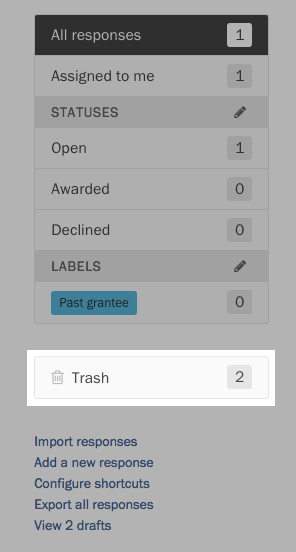 All responses 1
Assigned to me 1
STATUSES
Open 1
Awarded 0
Declined 0
LABELS
Past grantee 0
Trash 2
Import responses
Add a new response
Configure shortcuts
Export all responses
View 2 drafts